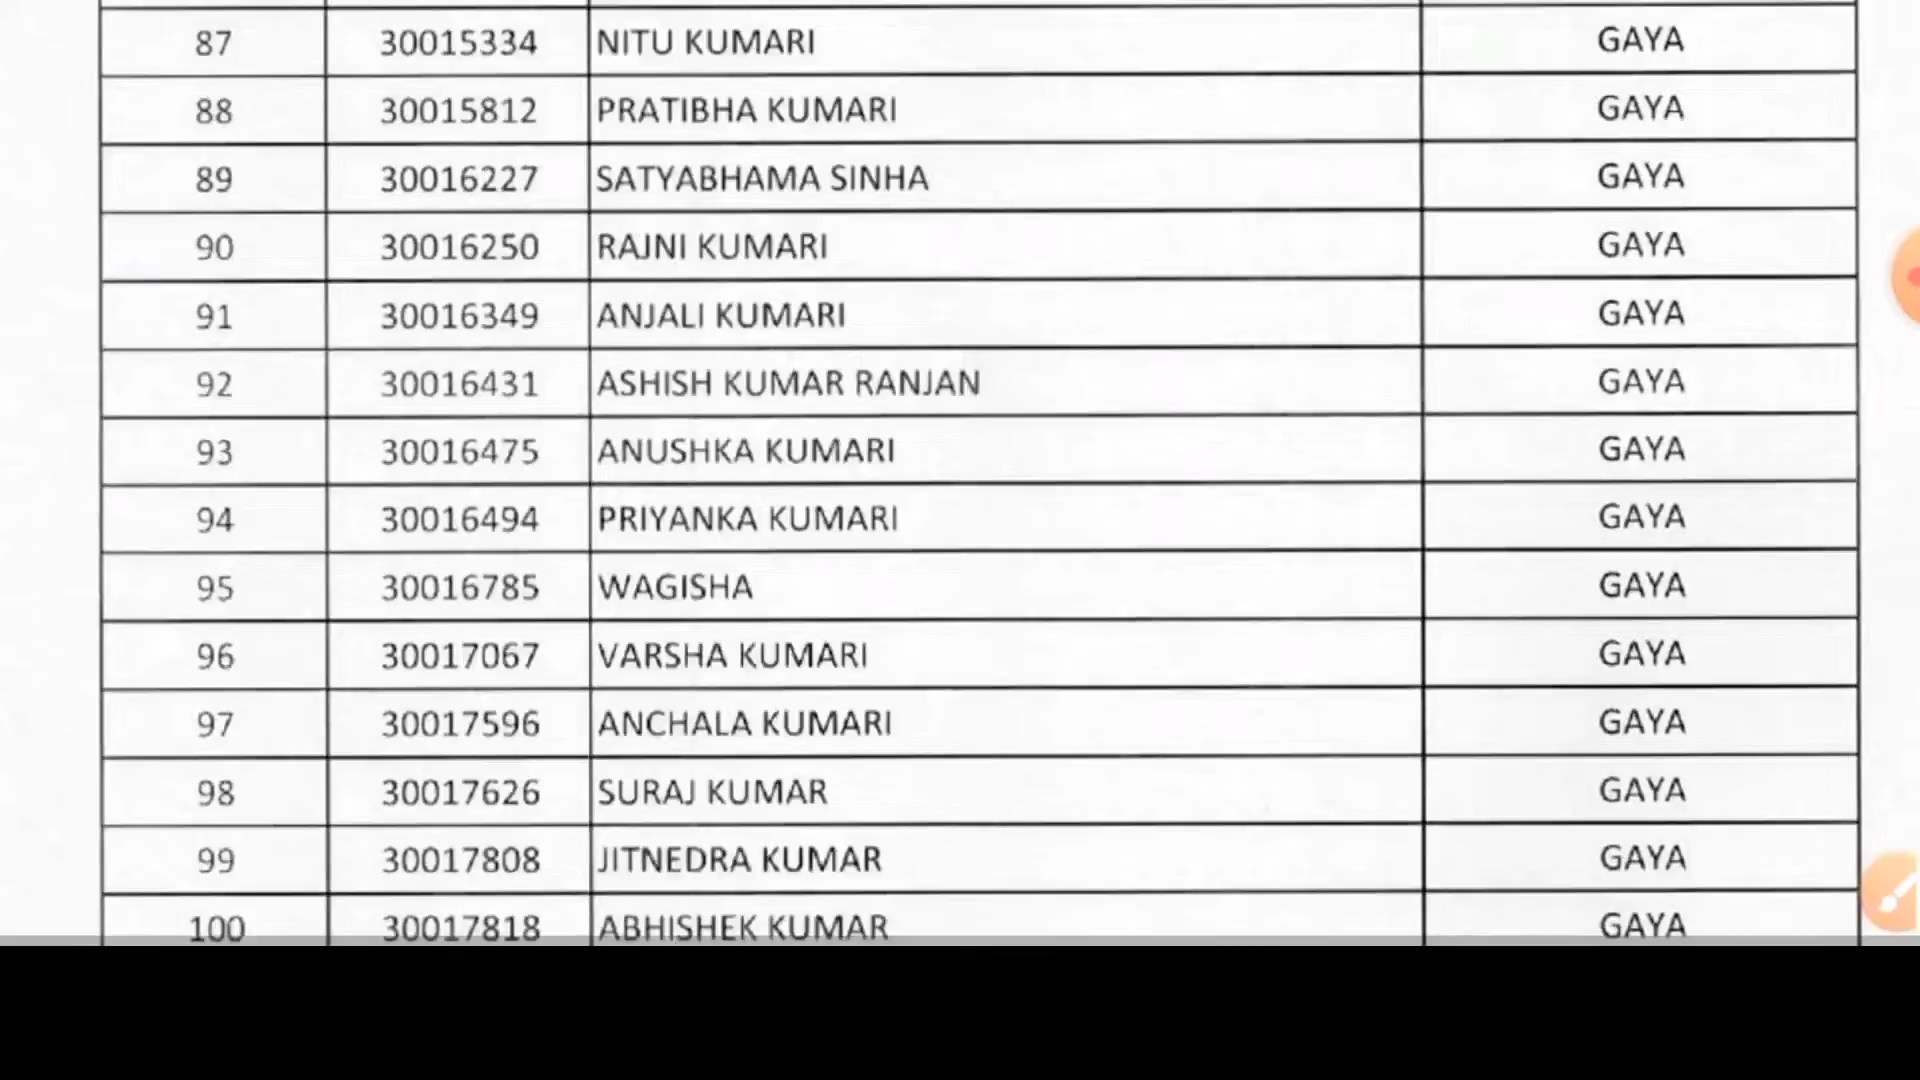 87 30015334 NITU KUMARI GAYA
88 30015812 PRATIBHA KUMARI GAYA
89 30016227 SATYABHAMA SINHA GAYA
90 30016250 RAJNI KUMARI GAYA
91 30016349 ANJALI KUMARI GAYA
92 30016431 ASHISH KUMAR RANJAN GAYA
93 30016475 ANUSHKA KUMARI GAYA
94 30016494 PRIYANKA KUMARI GAYA
95 30016785 WAGISHA GAYA
96 30017067 VARSHA KUMARI GAYA
97 30017596 ANCHALA KUMARI GAYA
98 30017626 SURAJ KUMAR GAYA
99 30017808 JITNEDRA KUMAR GAYA
100 30017818 ABHISHEK KUMAR GAYA